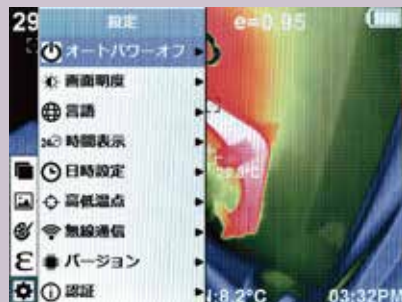 29
設定
e=0.95
オートパワーオフ
画面明度
言語
24 時間表示
日時設定
高低温点
無線通信
バージョン
認証
:8.2°C
03:32PM